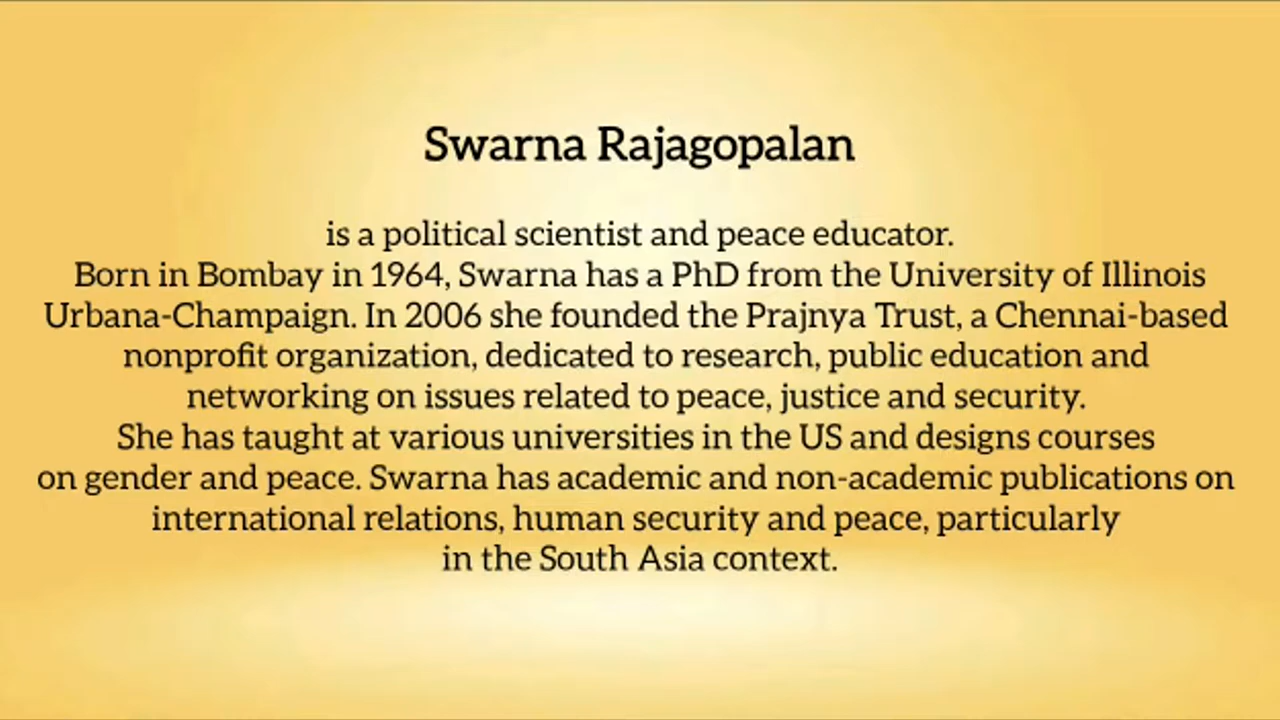 Swarna Rajagopalan
is a political scientist and peace educator.
Born in Bombay in 1964, Swarna has a PhD from the University of Illinois
Urbana-Champaign. In 2006 she founded the Prajnya Trust, a Chennai-based
nonprofit organization, dedicated to research, public education and
networking on issues related to peace, justice and security.
She has taught at various universities in the US and designs courses
on gender and peace. Swarna has academic and non-academic publications on
international relations, human security and peace, particularly
in the South Asia context.